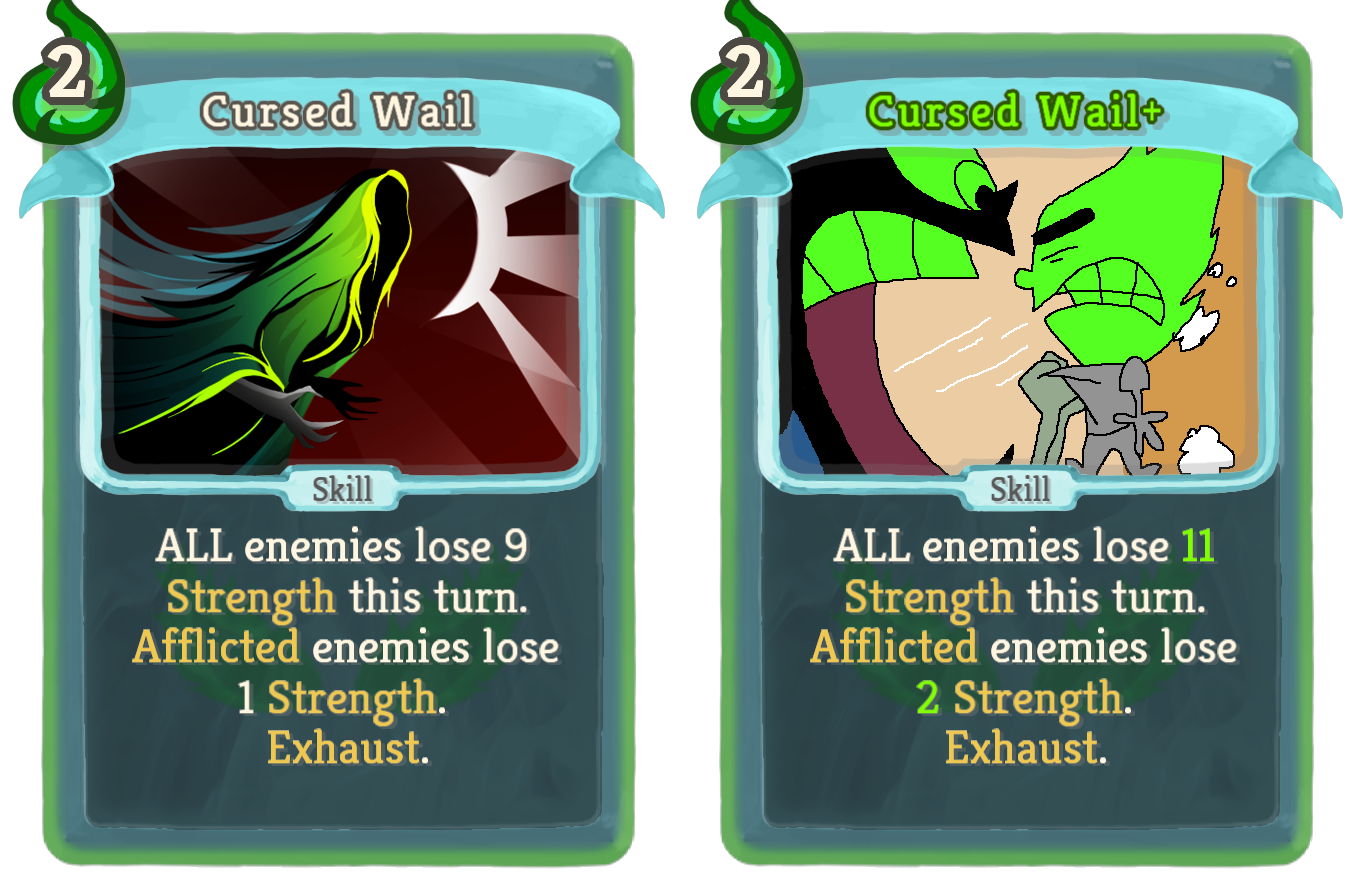 2
Cursed Wail
Skill
ALL enemies lose 9
Strength this turn.
Afflicted enemies lose
1 Strength.
Exhaust.
2
Cursed Wail+
Skill
ALL enemies lose 11
Strength this turn.
Afflicted enemies lose
2 Strength.
Exhaust.